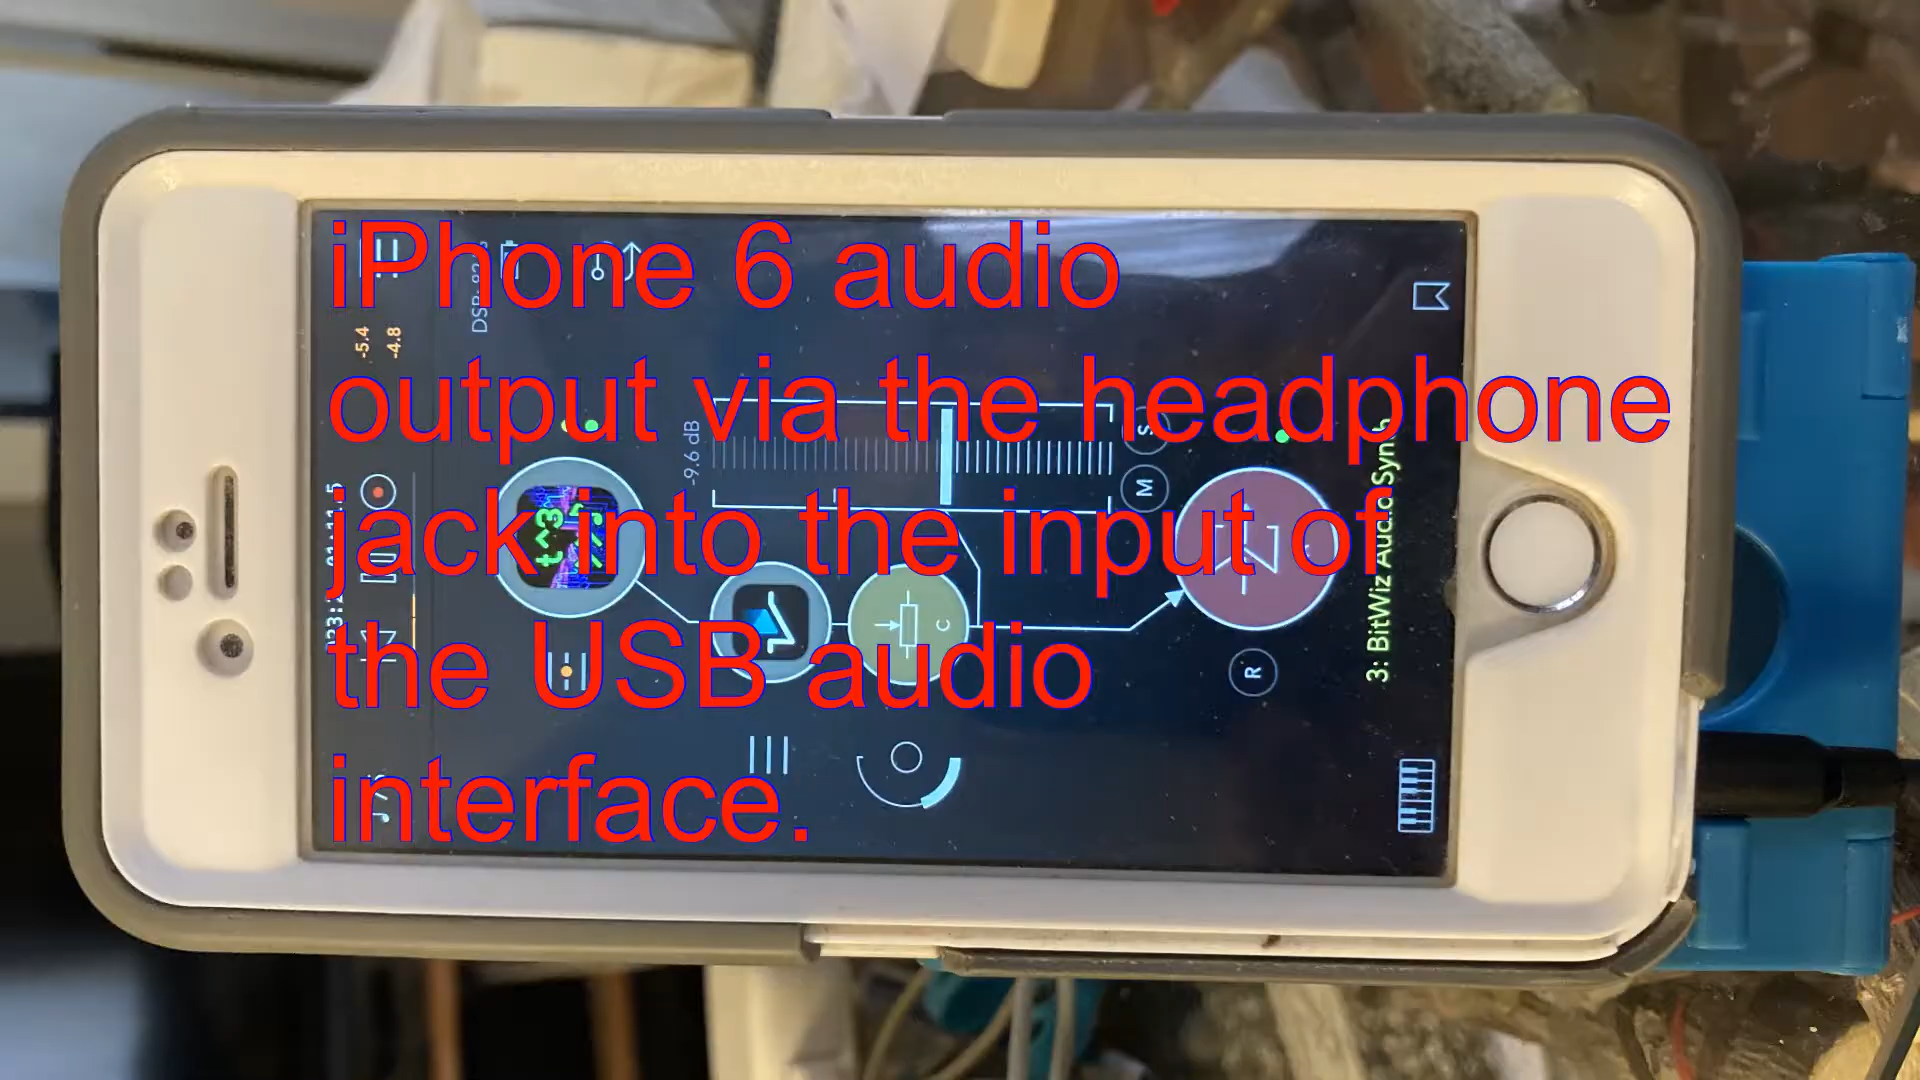 iPhone 6 audio
output via the headphone
jack into the input of
the USB audio
interface.
-5.4
-4.8
-9.6 dB
t^3
M
S
C
R
3: BitWiz Audio Synth